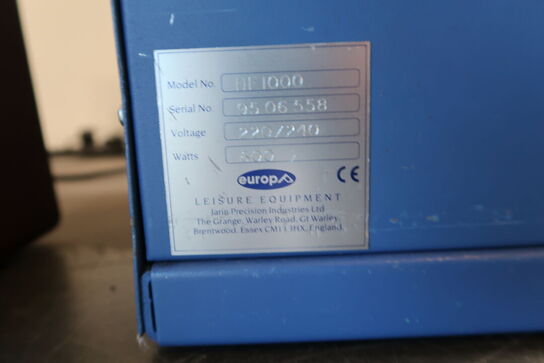 Model No. BE1000
Serial No. 95 06 558
Voltage 220/240
Watts 800
europa
CE
LEISURE EQUIPMENT
Jaria Precision Industries Ltd
The Grange, Warley Road, Gt Warley,
Brentwood, Essex CM13 3HX, England.